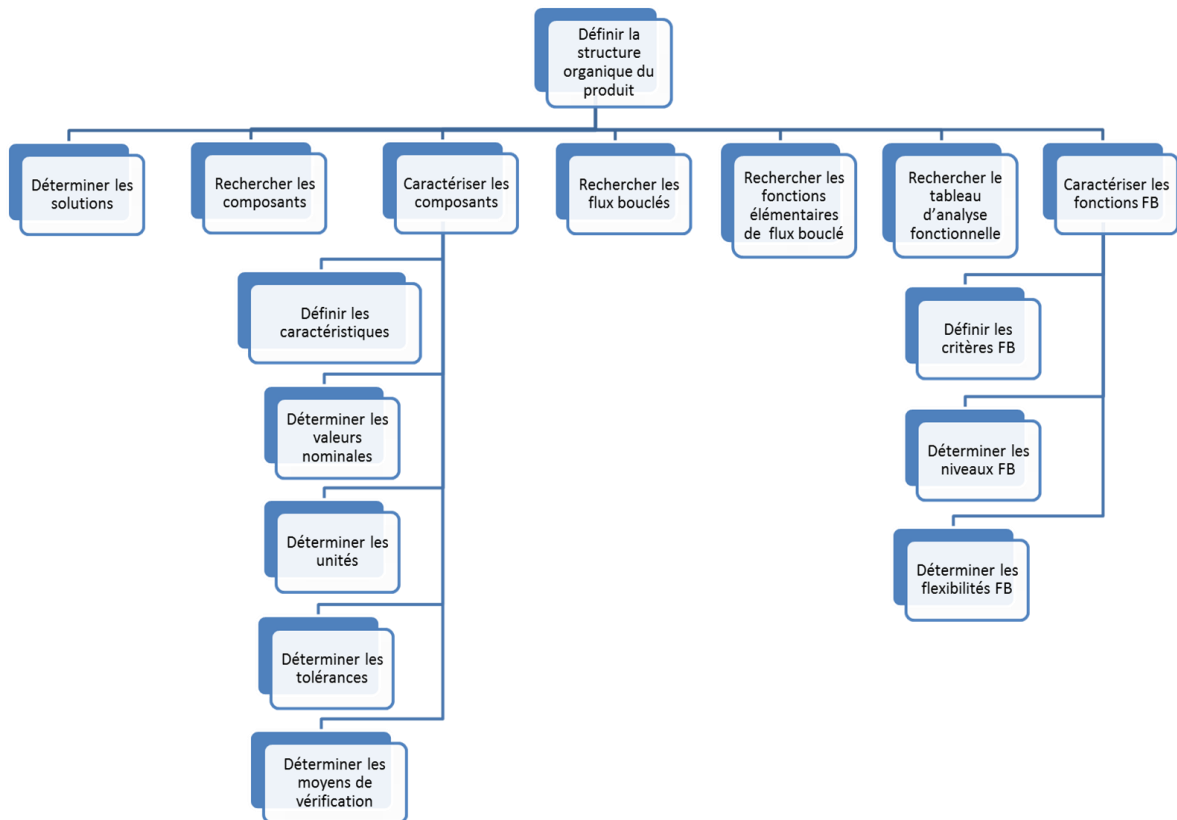 Définir la
structure
organique du
produit
Déterminer les
solutions
Rechercher les
composants
Caractériser les
composants
Rechercher les
flux bouclés
Rechercher les
fonctions
élémentaires
de flux bouclé
Rechercher le
tableau
d'analyse
fonctionnelle
Caractériser les
fonctions FB
Définir les
caractéristiques
Déterminer les
valeurs
nominales
Déterminer les
unités
Déterminer les
tolérances
Déterminer les
moyens de
vérification
Définir les
critères FB
Déterminer les
niveaux FB
Déterminer les
flexibilités FB